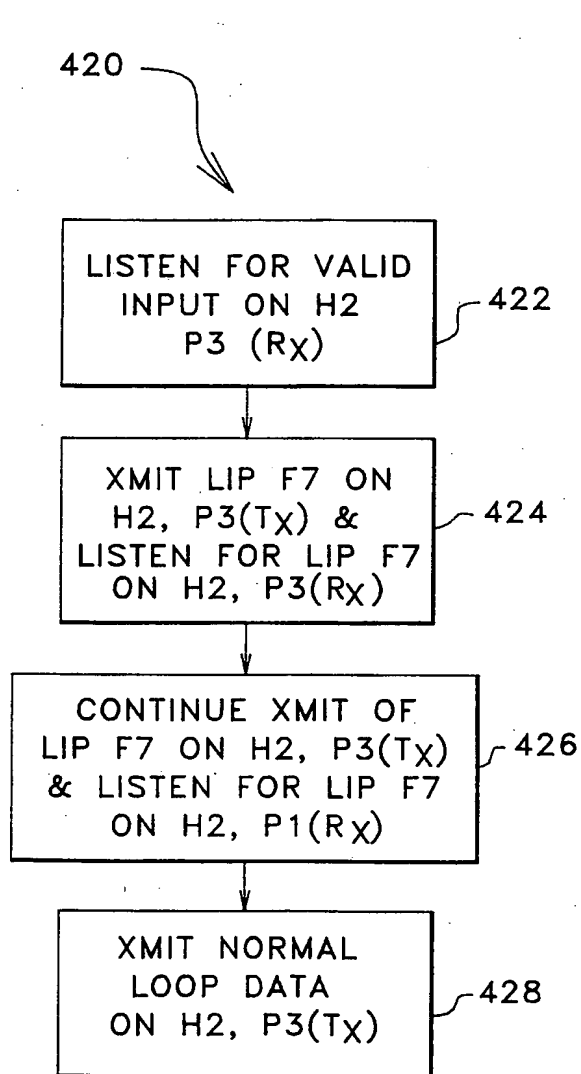 420
LISTEN FOR VALID
INPUT ON H2
P3 (Rx)
422
XMIT LIP F7 ON
H2, P3(Tx) &
LISTEN FOR LIP F7
ON H2, P3(Rx)
424
CONTINUE XMIT OF
LIP F7 ON H2, P3(Tx)
& LISTEN FOR LIP F7
ON H2, P1(Rx)
426
XMIT NORMAL
LOOP DATA
ON H2, P3(Tx)
428